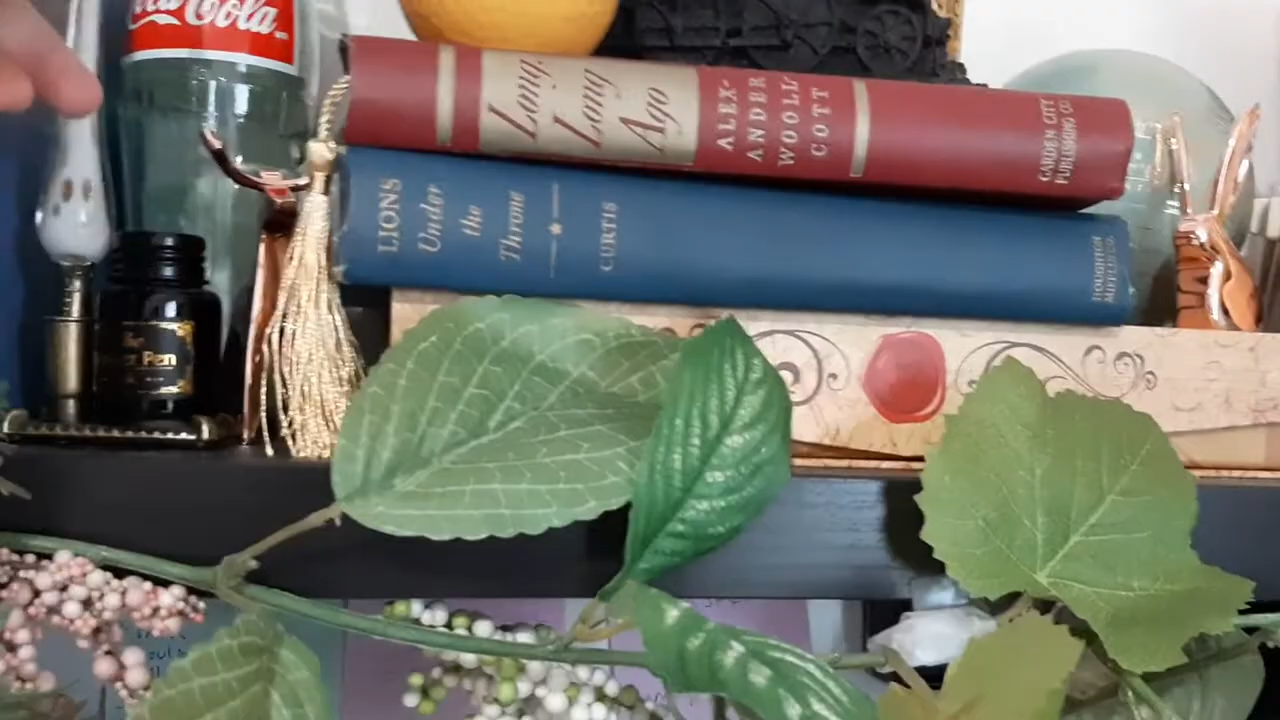 Coca-Cola
Long,
Long
Ago
ALEX-
ANDER
WOOLL-
COTT
GARDEN CITY
PUBLISHING CO.
LIONS
Under
the
Throne
CURTIS
HOUGHTON
MIFFLIN CO.
Pen